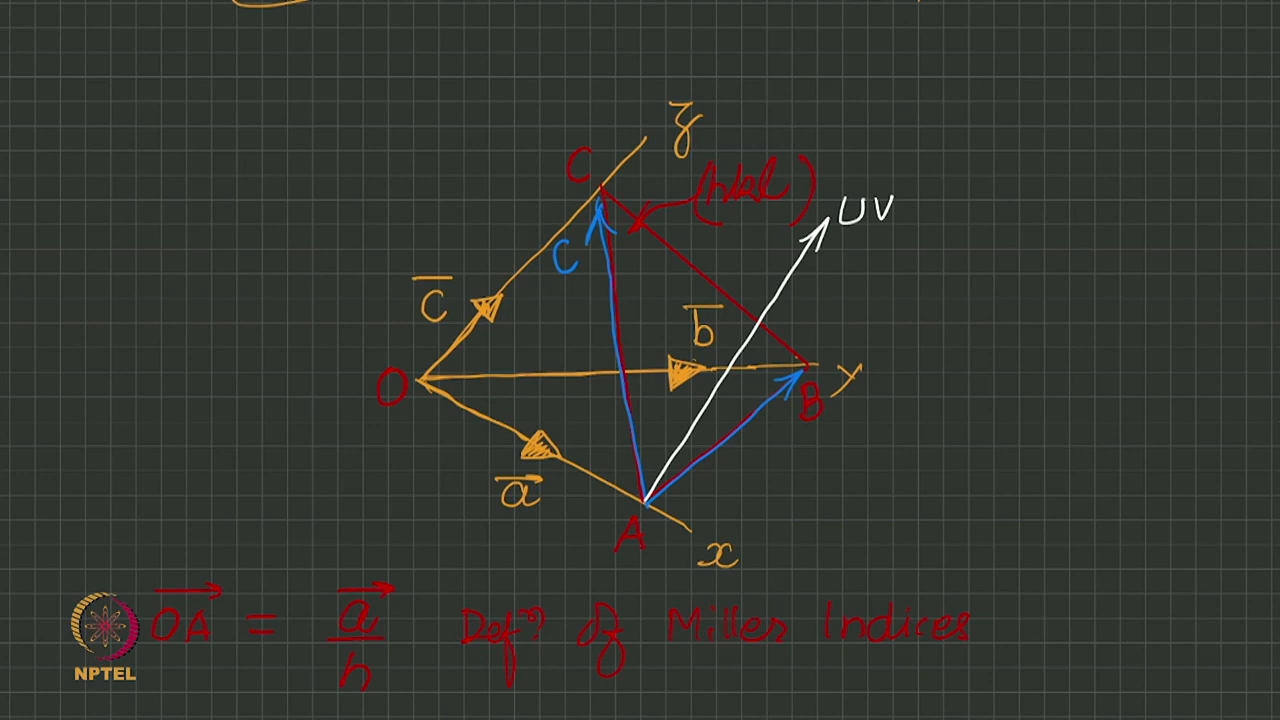 z
C
(hkl)
UV
C
c̅
b̅
O
y
B
a⃗
A
x
OA⃗ = a⃗/h Defⁿ of Miller Indices
NPTEL